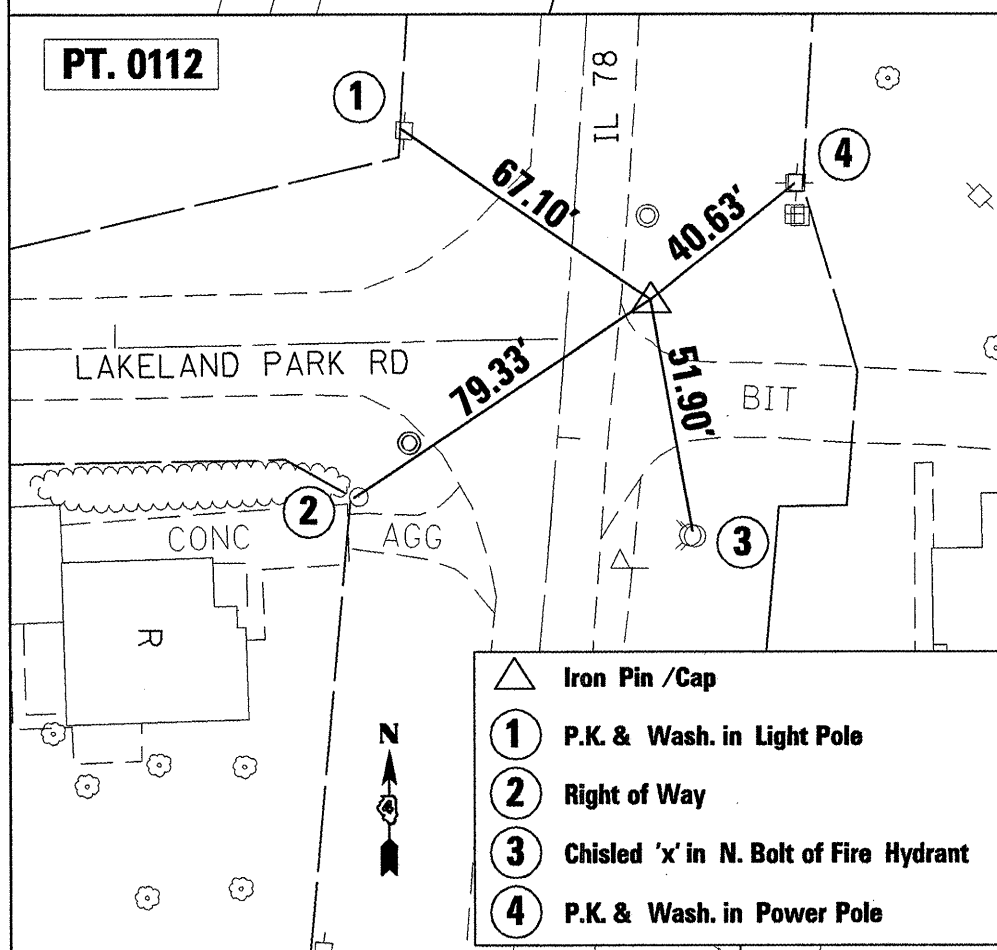 PT. 0112
1
IL 78
4
67.10'
40.63'
LAKELAND PARK RD
79.33'
51.90'
BIT
2
CONC
AGG
3
R
N
4
Iron Pin /Cap
1 P.K. & Wash. in Light Pole
2 Right of Way
3 Chisled 'x' in N. Bolt of Fire Hydrant
4 P.K. & Wash. in Power Pole